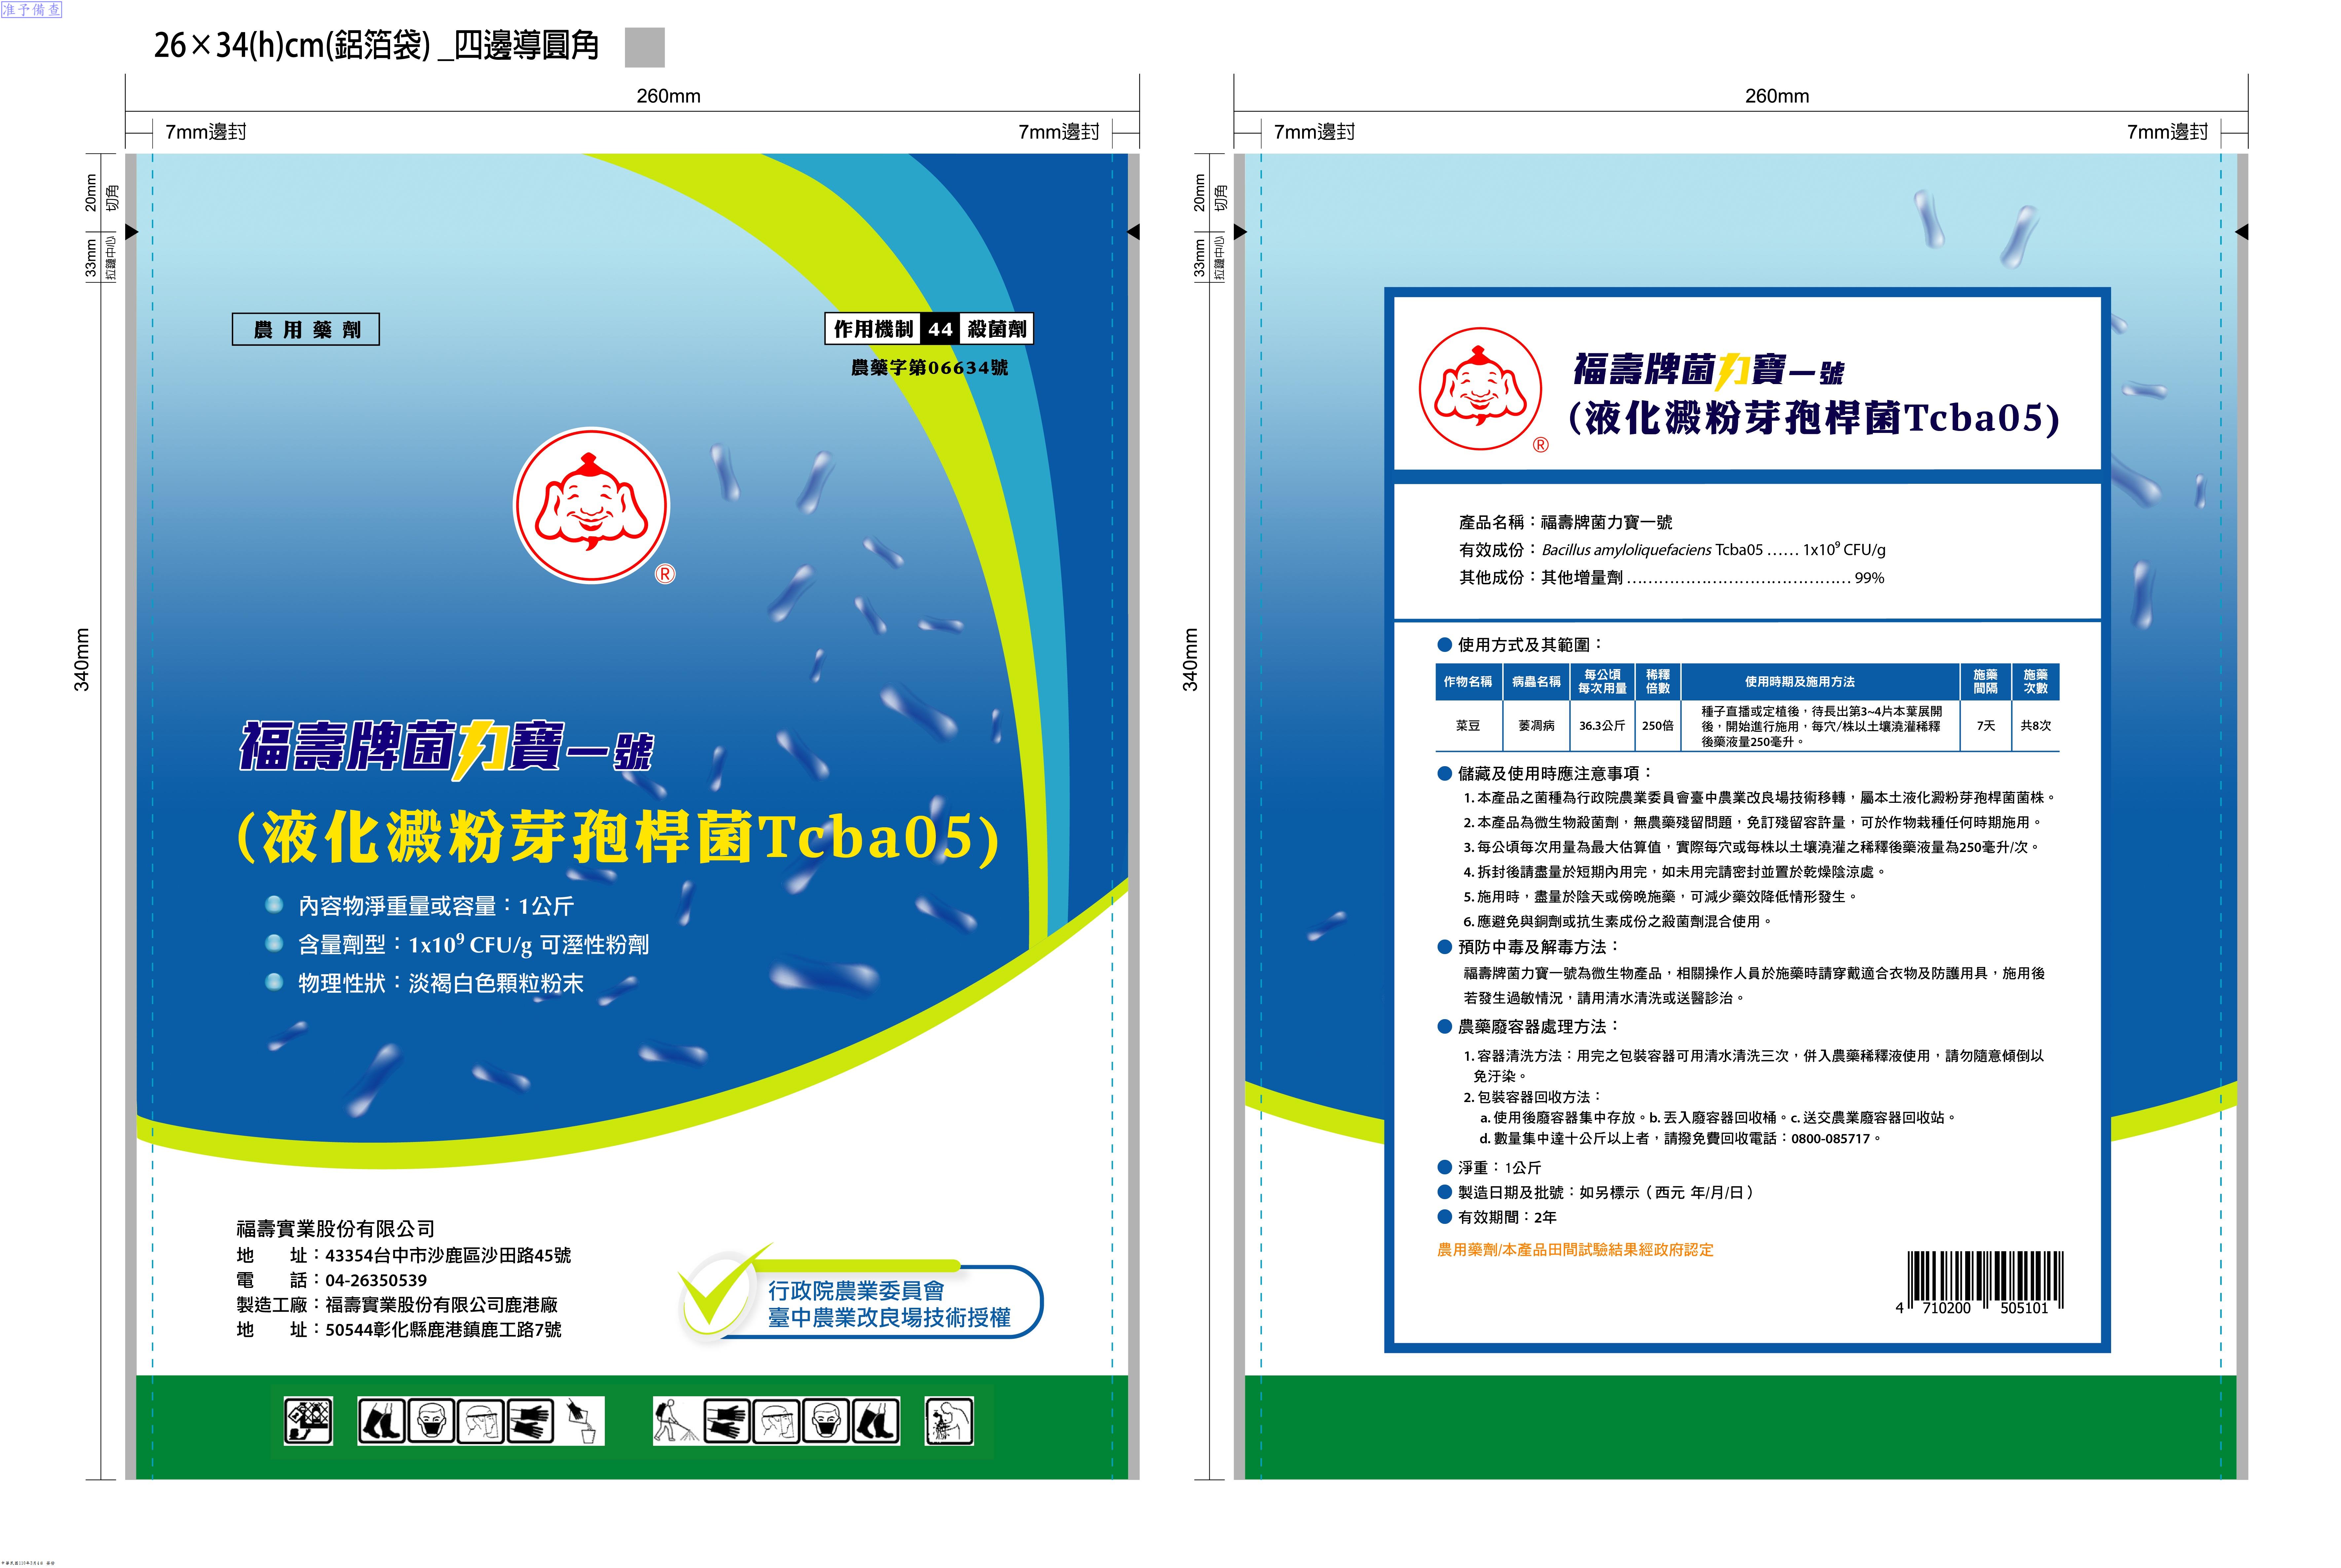 准予備查
26×34(h)cm(鋁箔袋)_四邊導圓角
260mm
7mm邊封
7mm邊封
20mm
切角
33mm
拉鏈中心
340mm
農用藥劑
作用機制 44 殺菌劑
農藥字第06634號
®
福壽牌菌力寶一號
(液化澱粉芽孢桿菌Tcba05)
內容物淨重量或容量：1公斤
含量劑型：1x10⁹ CFU/g 可溼性粉劑
物理性狀：淡褐白色顆粒粉末
福壽實業股份有限公司
地　　址：43354台中市沙鹿區沙田路45號
電　　話：04-26350539
製造工廠：福壽實業股份有限公司鹿港廠
地　　址：50544彰化縣鹿港鎮鹿工路7號
行政院農業委員會
臺中農業改良場技術授權
260mm
7mm邊封
7mm邊封
20mm
切角
33mm
拉鏈中心
340mm
®
福壽牌菌力寶一號
(液化澱粉芽孢桿菌Tcba05)
產品名稱：福壽牌菌力寶一號
有效成份：Bacillus amyloliquefaciens Tcba05 …… 1x10⁹ CFU/g
其他成份：其他增量劑 …………………………………… 99%
使用方式及其範圍：
作物名稱 病蟲名稱 每公頃每次用量 稀釋倍數 使用時期及施用方法 施藥間隔 施藥次數
菜豆 萎凋病 36.3公斤 250倍 種子直播或定植後，待長出第3~4片本葉展開
後，開始進行施用，每穴/株以土壤澆灌稀釋
後藥液量250毫升。 7天 共8次
儲藏及使用時應注意事項：
1. 本產品之菌種為行政院農業委員會臺中農業改良場技術移轉，屬本土液化澱粉芽孢桿菌菌株。
2. 本產品為微生物殺菌劑，無農藥殘留問題，免訂殘留容許量，可於作物栽種任何時期施用。
3. 每公頃每次用量為最大估算值，實際每穴或每株以土壤澆灌之稀釋後藥液量為250毫升/次。
4. 拆封後請盡量於短期內用完，如未用完請密封並置於乾燥陰涼處。
5. 施用時，盡量於陰天或傍晚施藥，可減少藥效降低情形發生。
6. 應避免與銅劑或抗生素成份之殺菌劑混合使用。
預防中毒及解毒方法：
福壽牌菌力寶一號為微生物產品，相關操作人員於施藥時請穿戴適合衣物及防護用具，施用後
若發生過敏情況，請用清水清洗或送醫診治。
農藥廢容器處理方法：
1. 容器清洗方法：用完之包裝容器可用清水清洗三次，併入農藥稀釋液使用，請勿隨意傾倒以
免汙染。
2. 包裝容器回收方法：
a. 使用後廢容器集中存放。b. 丟入廢容器回收桶。c. 送交農業廢容器回收站。
d. 數量集中達十公斤以上者，請撥免費回收電話：0800-085717。
淨重：1公斤
製造日期及批號：如另標示（西元 年/月/日）
有效期間：2年
農用藥劑/本產品田間試驗結果經政府認定
4 710200 505101